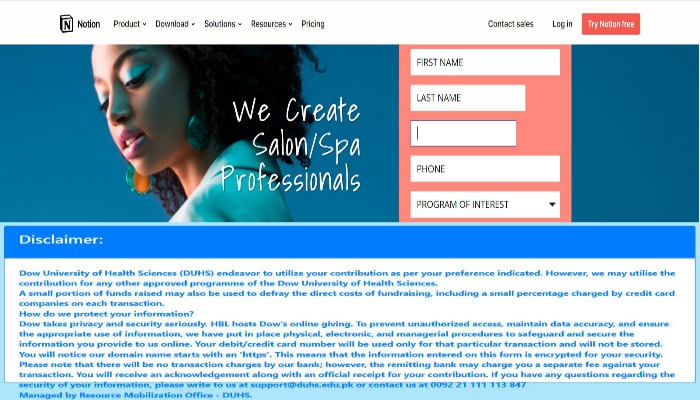 Notion
Product Download Solutions Resources Pricing Contact sales Log in Try Notion free
We Create
Salon/Spa
Professionals
FIRST NAME
LAST NAME
PHONE
PROGRAM OF INTEREST
Disclaimer:
Dow University of Health Sciences (DUHS) endeavor to utilize your contribution as per your preference indicated. However, we may utilise the
contribution for any other approved programme of the Dow University of Health Sciences.
A small portion of funds raised may also be used to defray the direct costs of fundraising, including a small percentage charged by credit card
companies on each transaction.
How do we protect your information?
Dow takes privacy and security seriously. HBL hosts Dow's online giving. To prevent unauthorized access, maintain data accuracy, and ensure
the appropriate use of information, we have put in place physical, electronic, and managerial procedures to safeguard and secure the
information you provide to us online. Your debit/credit card number will be used only for that particular transaction and will not be stored.
You will notice our domain name starts with an 'https'. This means that the information entered on this form is encrypted for your security.
Please note that there will be no transaction charges by our bank; however, the remitting bank may charge you a separate fee against your
transaction. You will receive an acknowledgement along with an official receipt for your contribution. If you have any questions regarding the
security of your information, please write to us at support@duhs.edu.pk or contact us at 0092 21 111 113 847
Managed by Resource Mobilization Office - DUHS.